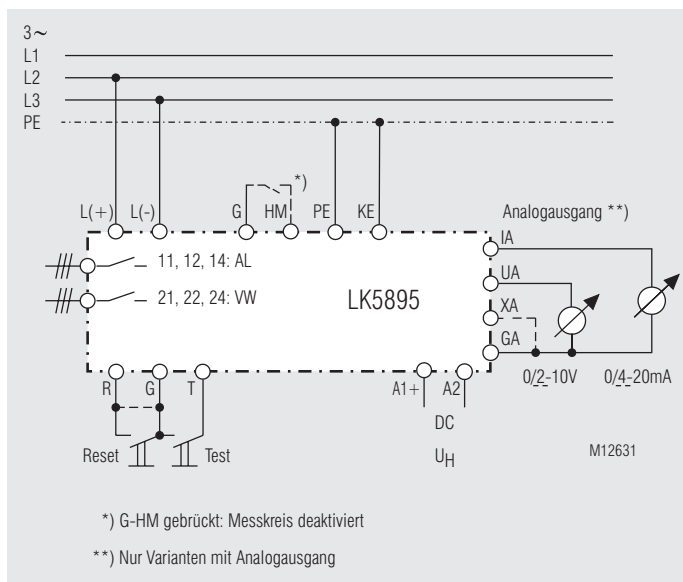 3∼
L1
L2
L3
PE
L(+) L(-) G HM *) PE KE
Analogausgang **)
IA
UA
XA
GA
11, 12, 14: AL
21, 22, 24: VW
LK5895
0/2-10V 0/4-20mA
R G T A1+ A2
DC
UH
Reset Test
M12631
*) G-HM gebrückt: Messkreis deaktiviert
**) Nur Varianten mit Analogausgang